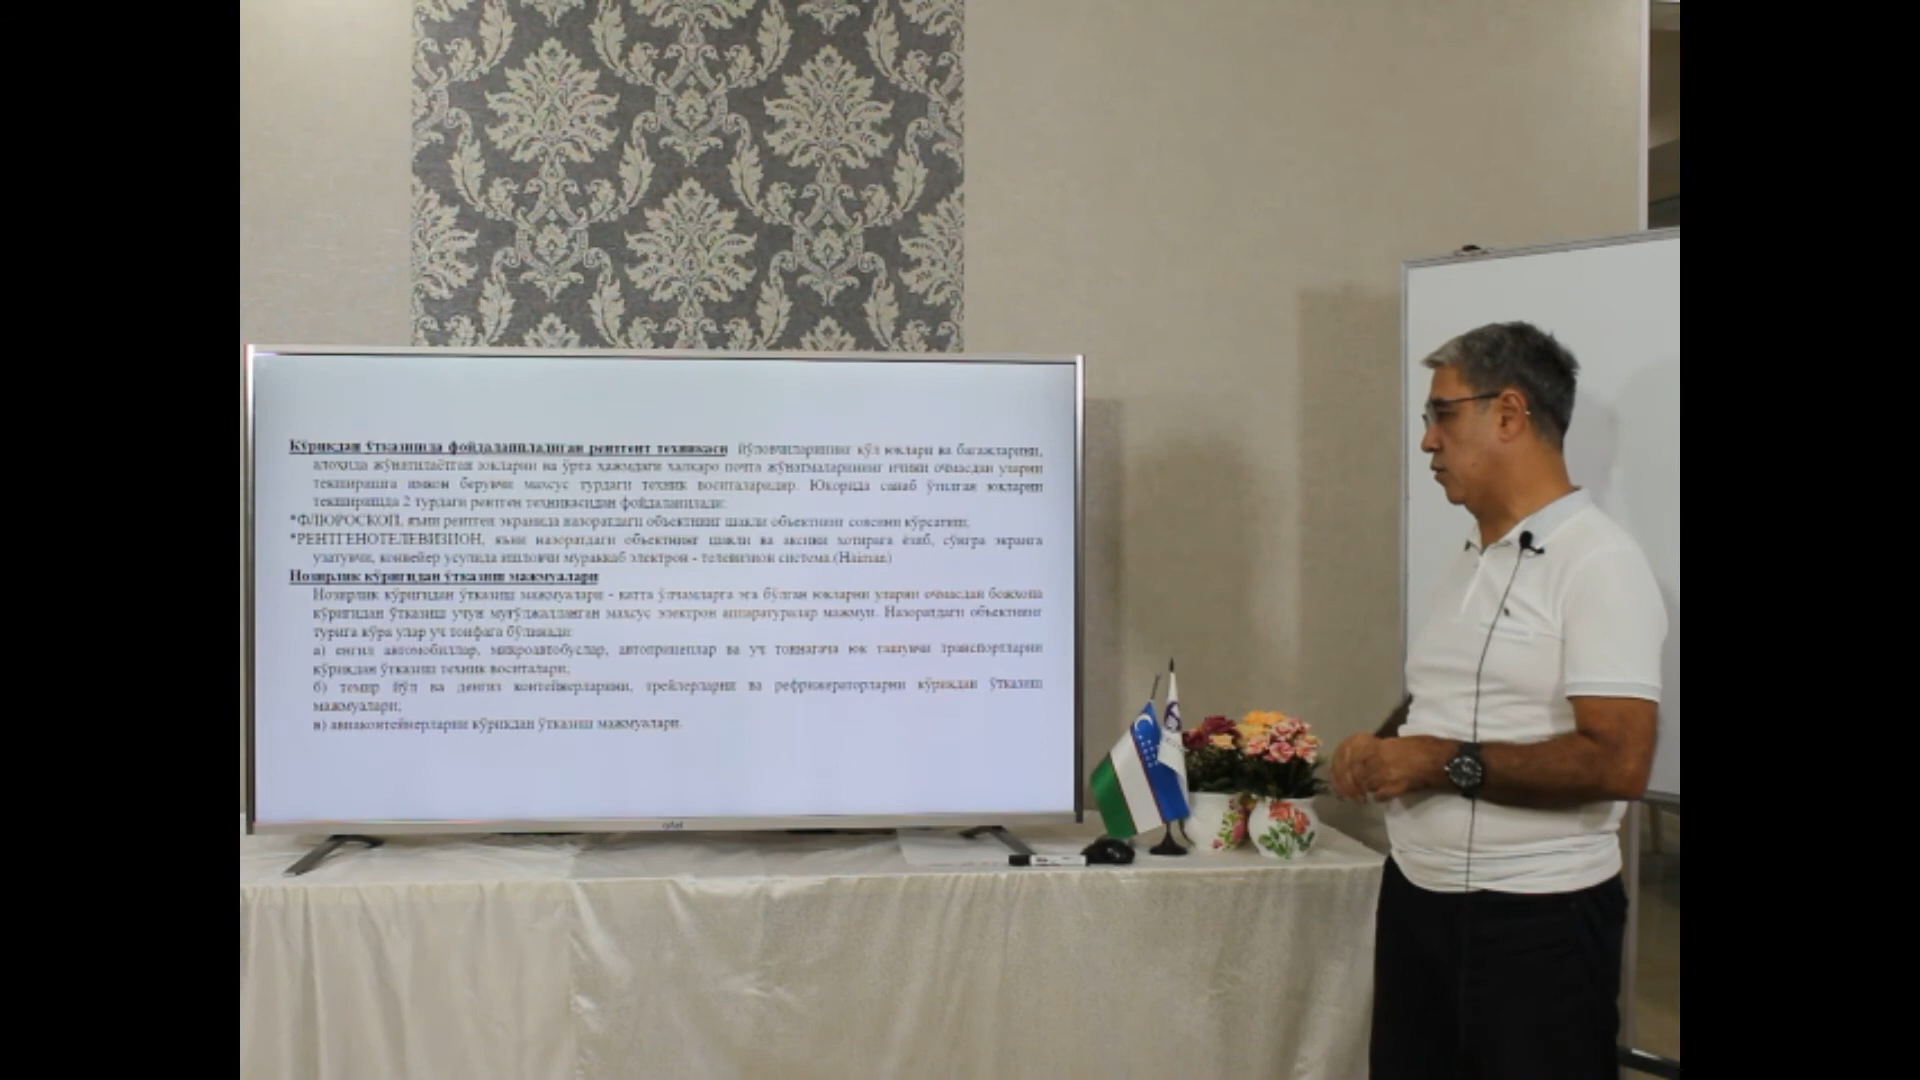 Кўрикдан ўтказишда фойдаланиладиган рентген техникаси йўловчиларнинг қўл юклари ва багажларини,
алоҳида жўнатилаётган юкларни ва ўрта ҳажмдаги халқаро почта жўнатмаларининг ичини очмасдан уларни
текширишга имкон берувчи махсус турдаги техник воситаларидир. Юқорида санаб ўтилган юкларни
текширишда 2 турдаги рентген техникасидан фойдаланилади:
*ФЛЮРОСКОП, яъни рентген экранида назоратдаги объектнинг шакли объектнинг соясини кўрсатиш;
*РЕНТГЕНОТЕЛЕВИЗИОН, яъни назоратдаги объектнинг шакли ва аксини хотирага ёзиб, сўнгра экранга
узатувчи, конвейер усулида ишловчи мураккаб электрон - телевизион система.(Haiman)
Нозирлик кўригидан ўтказиш мажмуалари
Нозирлик кўригидан ўтказиш мажмуалари - катта ўлчамларга эга бўлган юкларни уларни очмасдан божхона
кўригидан ўтказиш учун муғўлжалланган махсус электрон аппаратуралар мажмуи. Назоратдаги объектнинг
турига кўра улар уч тоифага бўлинади:
а) енгил автомобиллар, микроавтобуслар, автоприцеплар ва уч тоннагача юк ташувчи транспортларни
кўрикдан ўтказиш техник воситалари;
б) темир йўл ва денгиз контейнерларини, трейлерларни ва рефрижераторларни кўрикдан ўтказиш
мажмуалари;
в) авиаконтейнерларни кўрикдан ўтказиш мажмуалари.